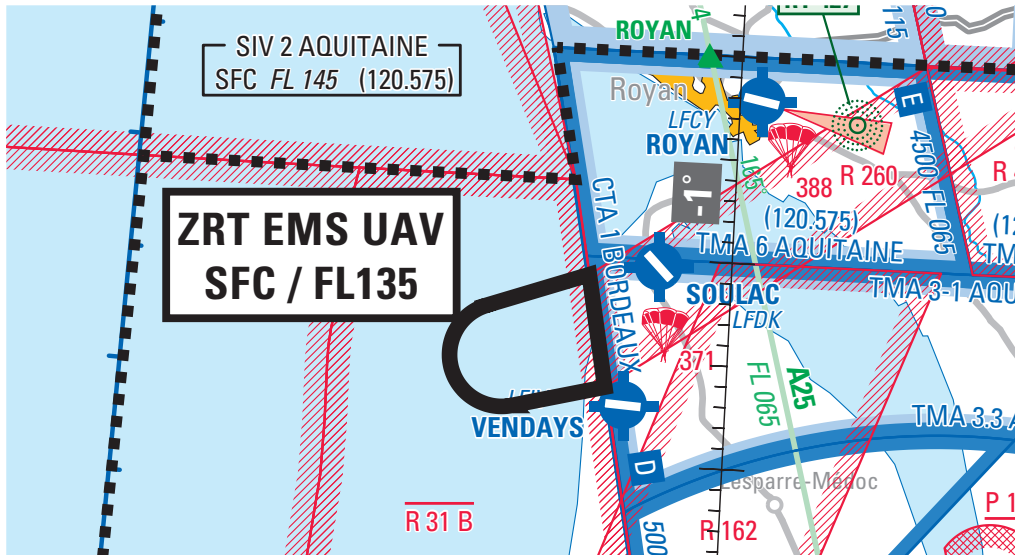 SIV 2 AQUITAINE
SFC FL 145 (120.575)
ZRT EMS UAV
SFC / FL135
ROYAN
Royan
LFCY
ROYAN
-1°
165°
4
115
0
E
4500 FL 065
388
R 260
(120.575)
TMA 6 AQUITAINE
CTA 1 BORDEAUX
SOULAC
LFDK
TMA 3-1 AQU
371
A25
FL 065
VENDAYS
D
500
TMA 3.3 A
Lesparre-Médoc
R 31 B
R 162
P 1